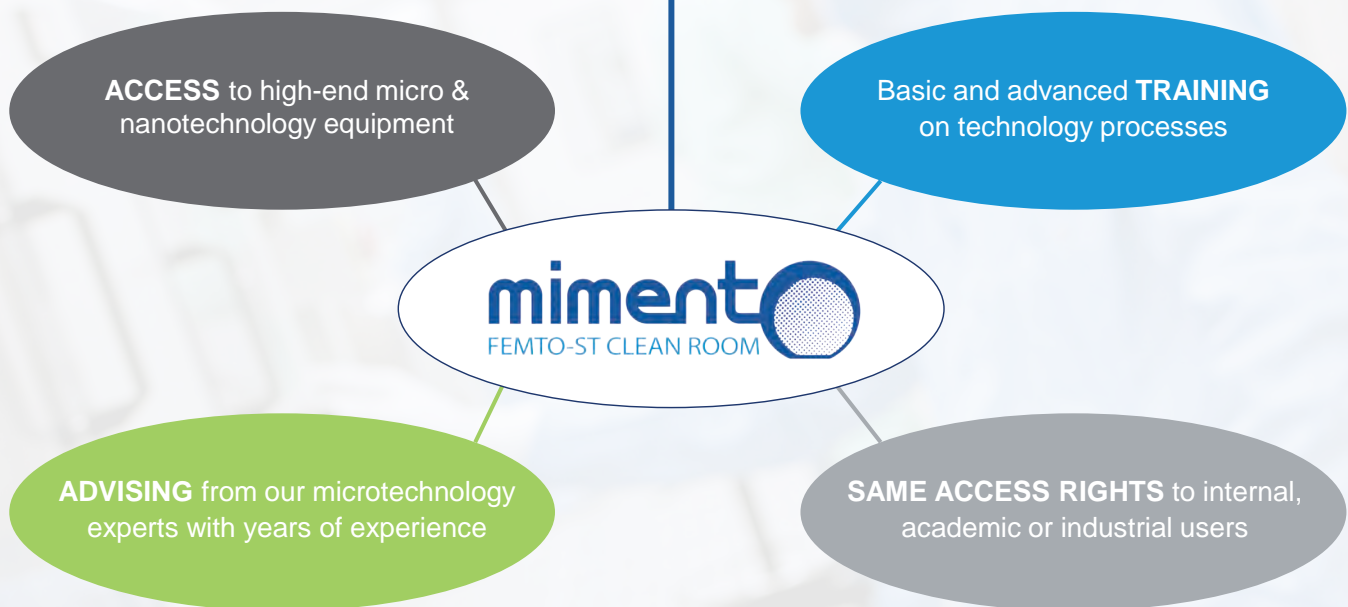 ACCESS to high-end micro &
nanotechnology equipment
Basic and advanced TRAINING
on technology processes
mimento
FEMTO-ST CLEAN ROOM
ADVISING from our microtechnology
experts with years of experience
SAME ACCESS RIGHTS to internal,
academic or industrial users